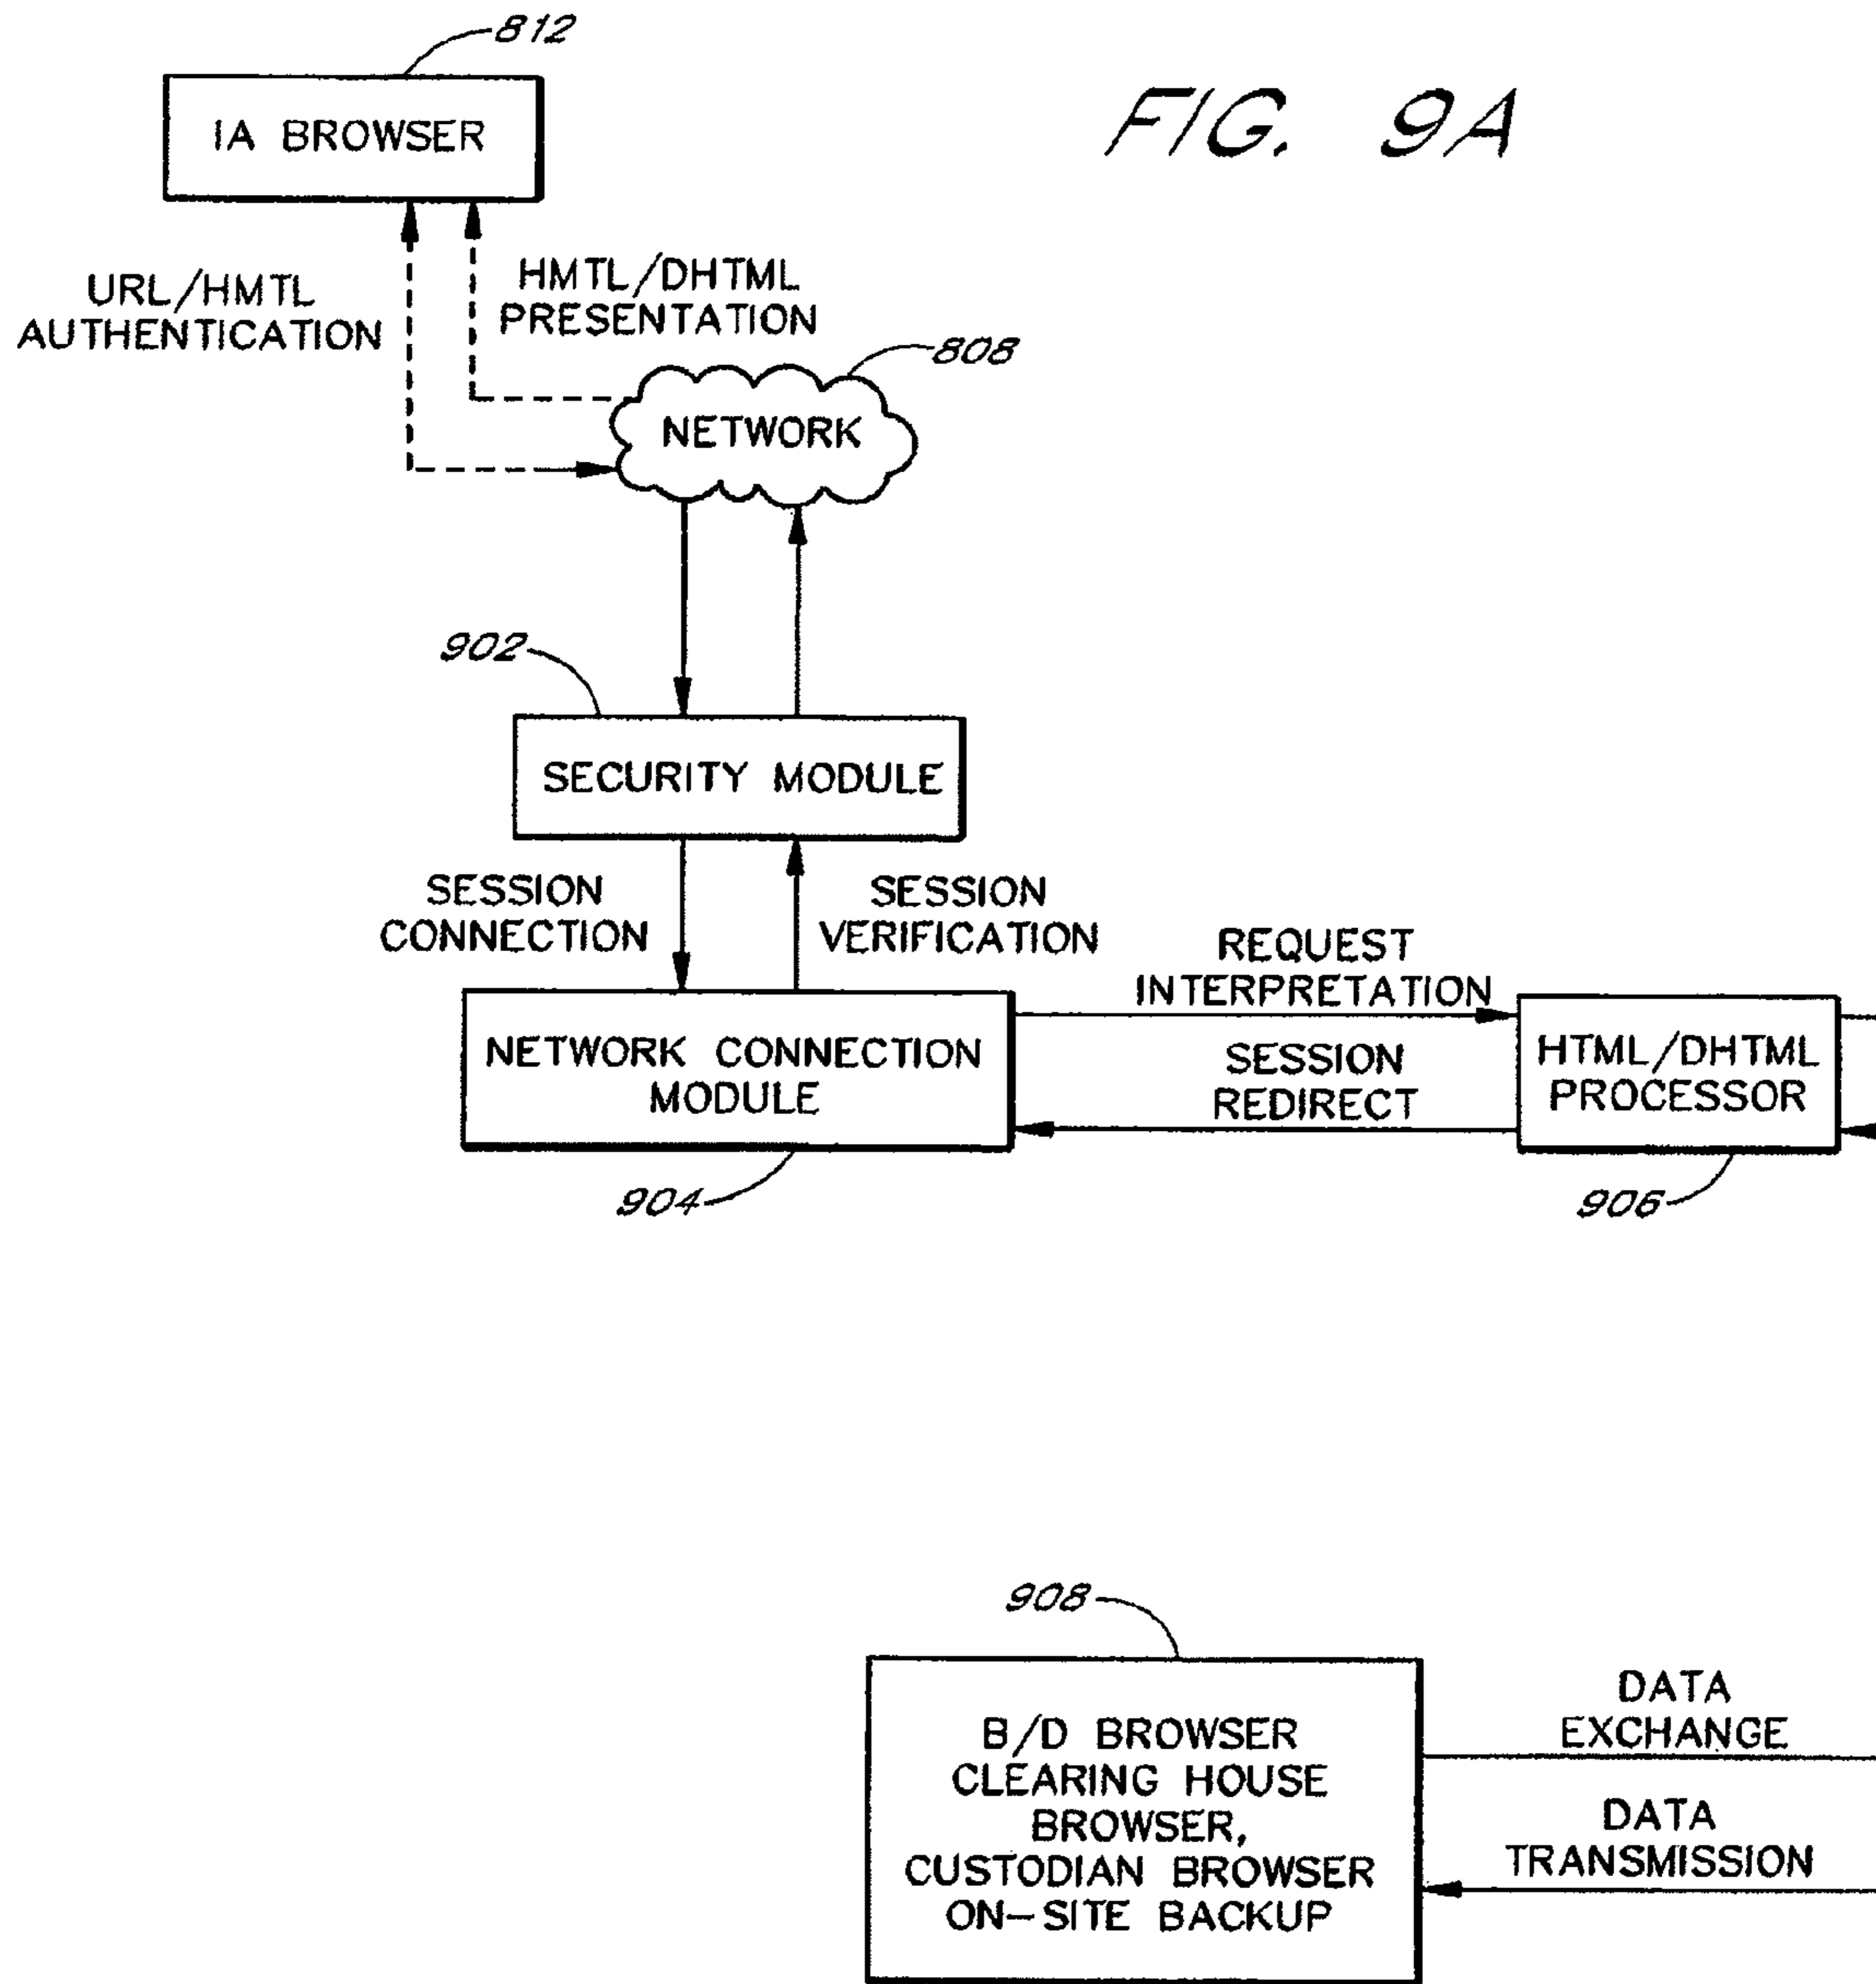 812
IA BROWSER
FIG. 9A
URL/HMTL
AUTHENTICATION
HMTL/DHTML
PRESENTATION
808
NETWORK
902
SECURITY MODULE
SESSION
CONNECTION
SESSION
VERIFICATION
NETWORK CONNECTION
MODULE
904
REQUEST
INTERPRETATION
SESSION
REDIRECT
HTML/DHTML
PROCESSOR
906
908
B/D BROWSER
CLEARING HOUSE
BROWSER,
CUSTODIAN BROWSER
ON-SITE BACKUP
DATA
EXCHANGE
DATA
TRANSMISSION